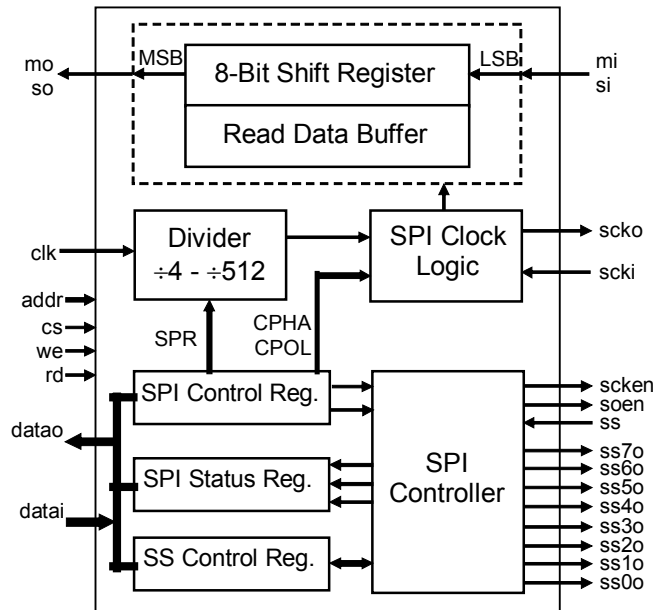 MSB
LSB
mo
so
8-Bit Shift Register
mi
si
Read Data Buffer
clk
Divider
÷4 - ÷512
SPI Clock
Logic
scko
scki
addr
cs
we
rd
SPR
CPHA
CPOL
SPI Control Reg.
scken
soen
ss
datao
SPI Status Reg.
SPI
Controller
ss7o
ss6o
ss5o
ss4o
ss3o
ss2o
ss1o
ss0o
datai
SS Control Reg.